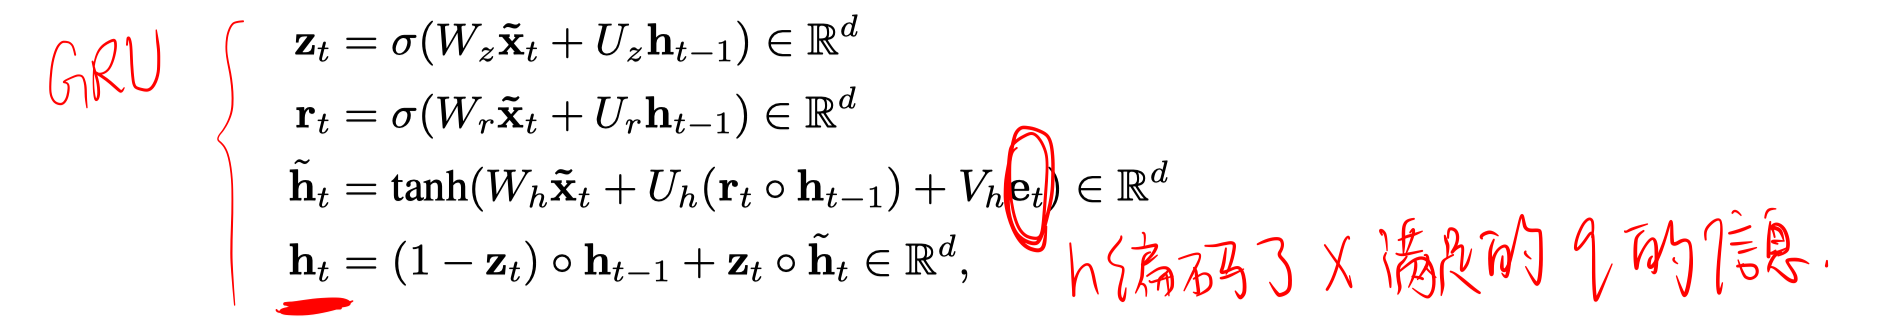 GRU
z_t = σ(W_z x̃_t + U_z h_{t−1}) ∈ ℝ^d
r_t = σ(W_r x̃_t + U_r h_{t−1}) ∈ ℝ^d
h̃_t = tanh(W_h x̃_t + U_h(r_t ∘ h_{t−1}) + V_h e_t) ∈ ℝ^d
h_t = (1 − z_t) ∘ h_{t−1} + z_t ∘ h̃_t ∈ ℝ^d,
h编码了 X 满足的 q 的信息.